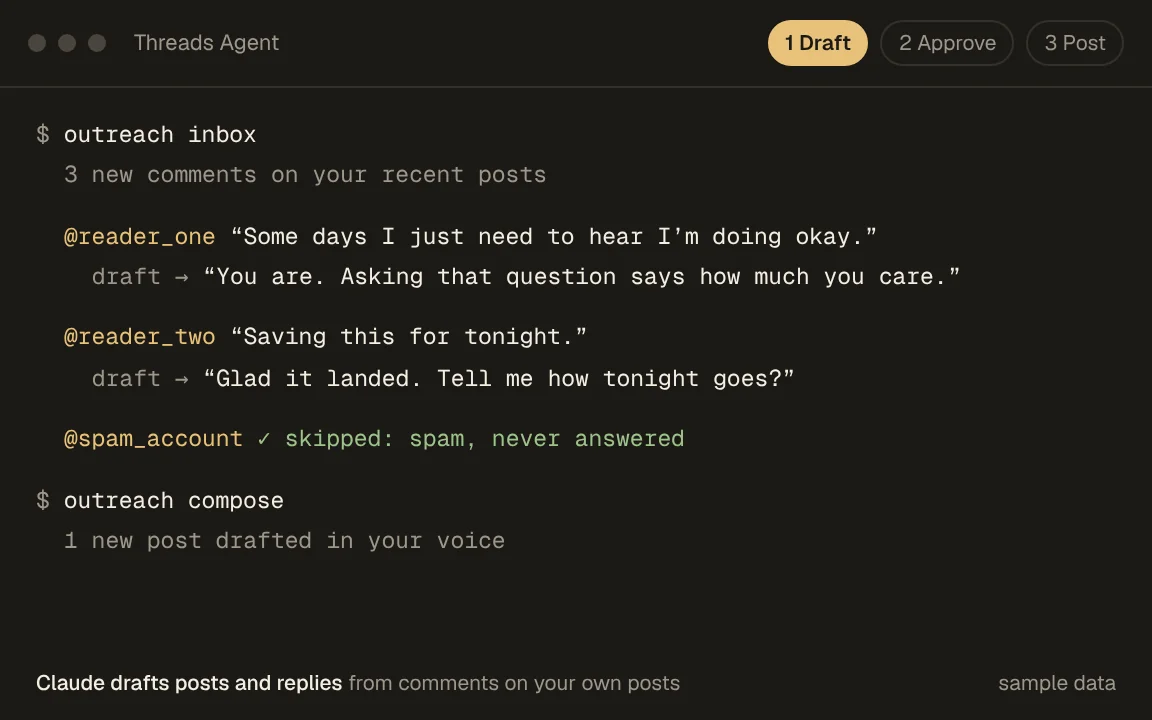 Threads Agent
1 Draft
2 Approve
3 Post
$ outreach inbox
3 new comments on your recent posts
@reader_one “Some days I just need to hear I’m doing okay.”
draft → “You are. Asking that question says how much you care.”
@reader_two “Saving this for tonight.”
draft → “Glad it landed. Tell me how tonight goes?”
@spam_account ✓ skipped: spam, never answered
$ outreach compose
1 new post drafted in your voice
Claude drafts posts and replies from comments on your own posts
sample data